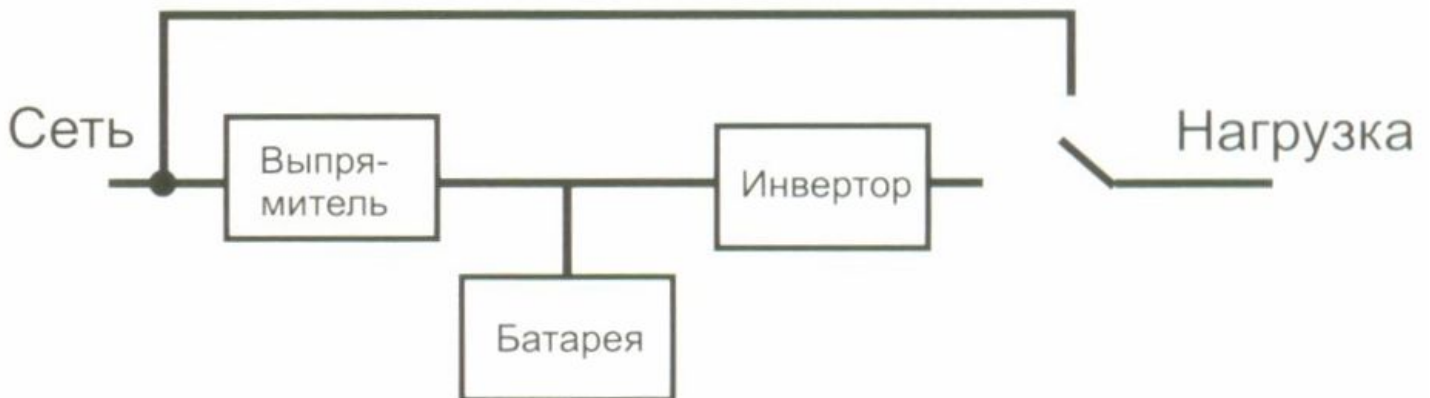 Сеть
Выпря-
митель
Батарея
Инвертор
Нагрузка